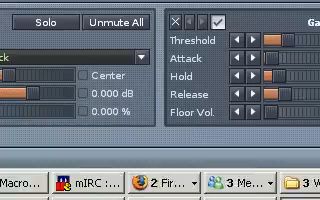 Solo Unmute All
ck
Center
0.000 dB
0.000 %
Ga
Threshold
Attack
Hold
Release
Floor Vol.
Macro... mIRC :... 2 Fir... 3 Me... 3